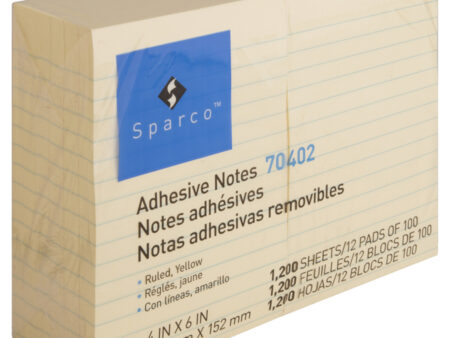 Sparco™
Adhesive Notes 70402
Notes adhésives
Notas adhesivas removibles
• Ruled, Yellow
• Réglés, jaune
• Con líneas, amarillo
1,200 SHEETS/12 PADS OF 100
1,200 FEUILLES/12 BLOCS DE 100
1,200 HOJAS/12 BLOCS DE 100
4 IN X 6 IN
m X 152 mm